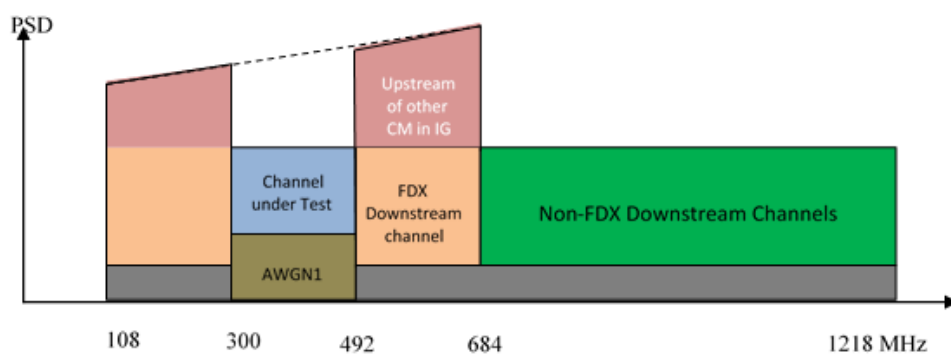 PSD
Upstream
of other
CM in IG
Channel
under Test
FDX
Downstream
channel
Non-FDX Downstream Channels
AWGN1
108
300
492
684
1218 MHz